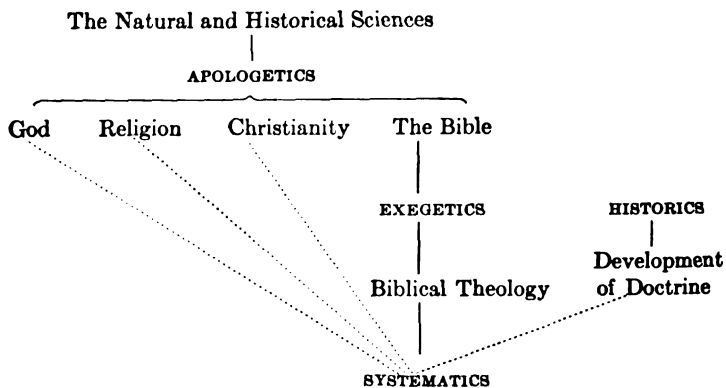 The Natural and Historical Sciences
APOLOGETICS
God Religion Christianity The Bible
EXEGETICS HISTORICS
Development
Biblical Theology of Doctrine
SYSTEMATICS